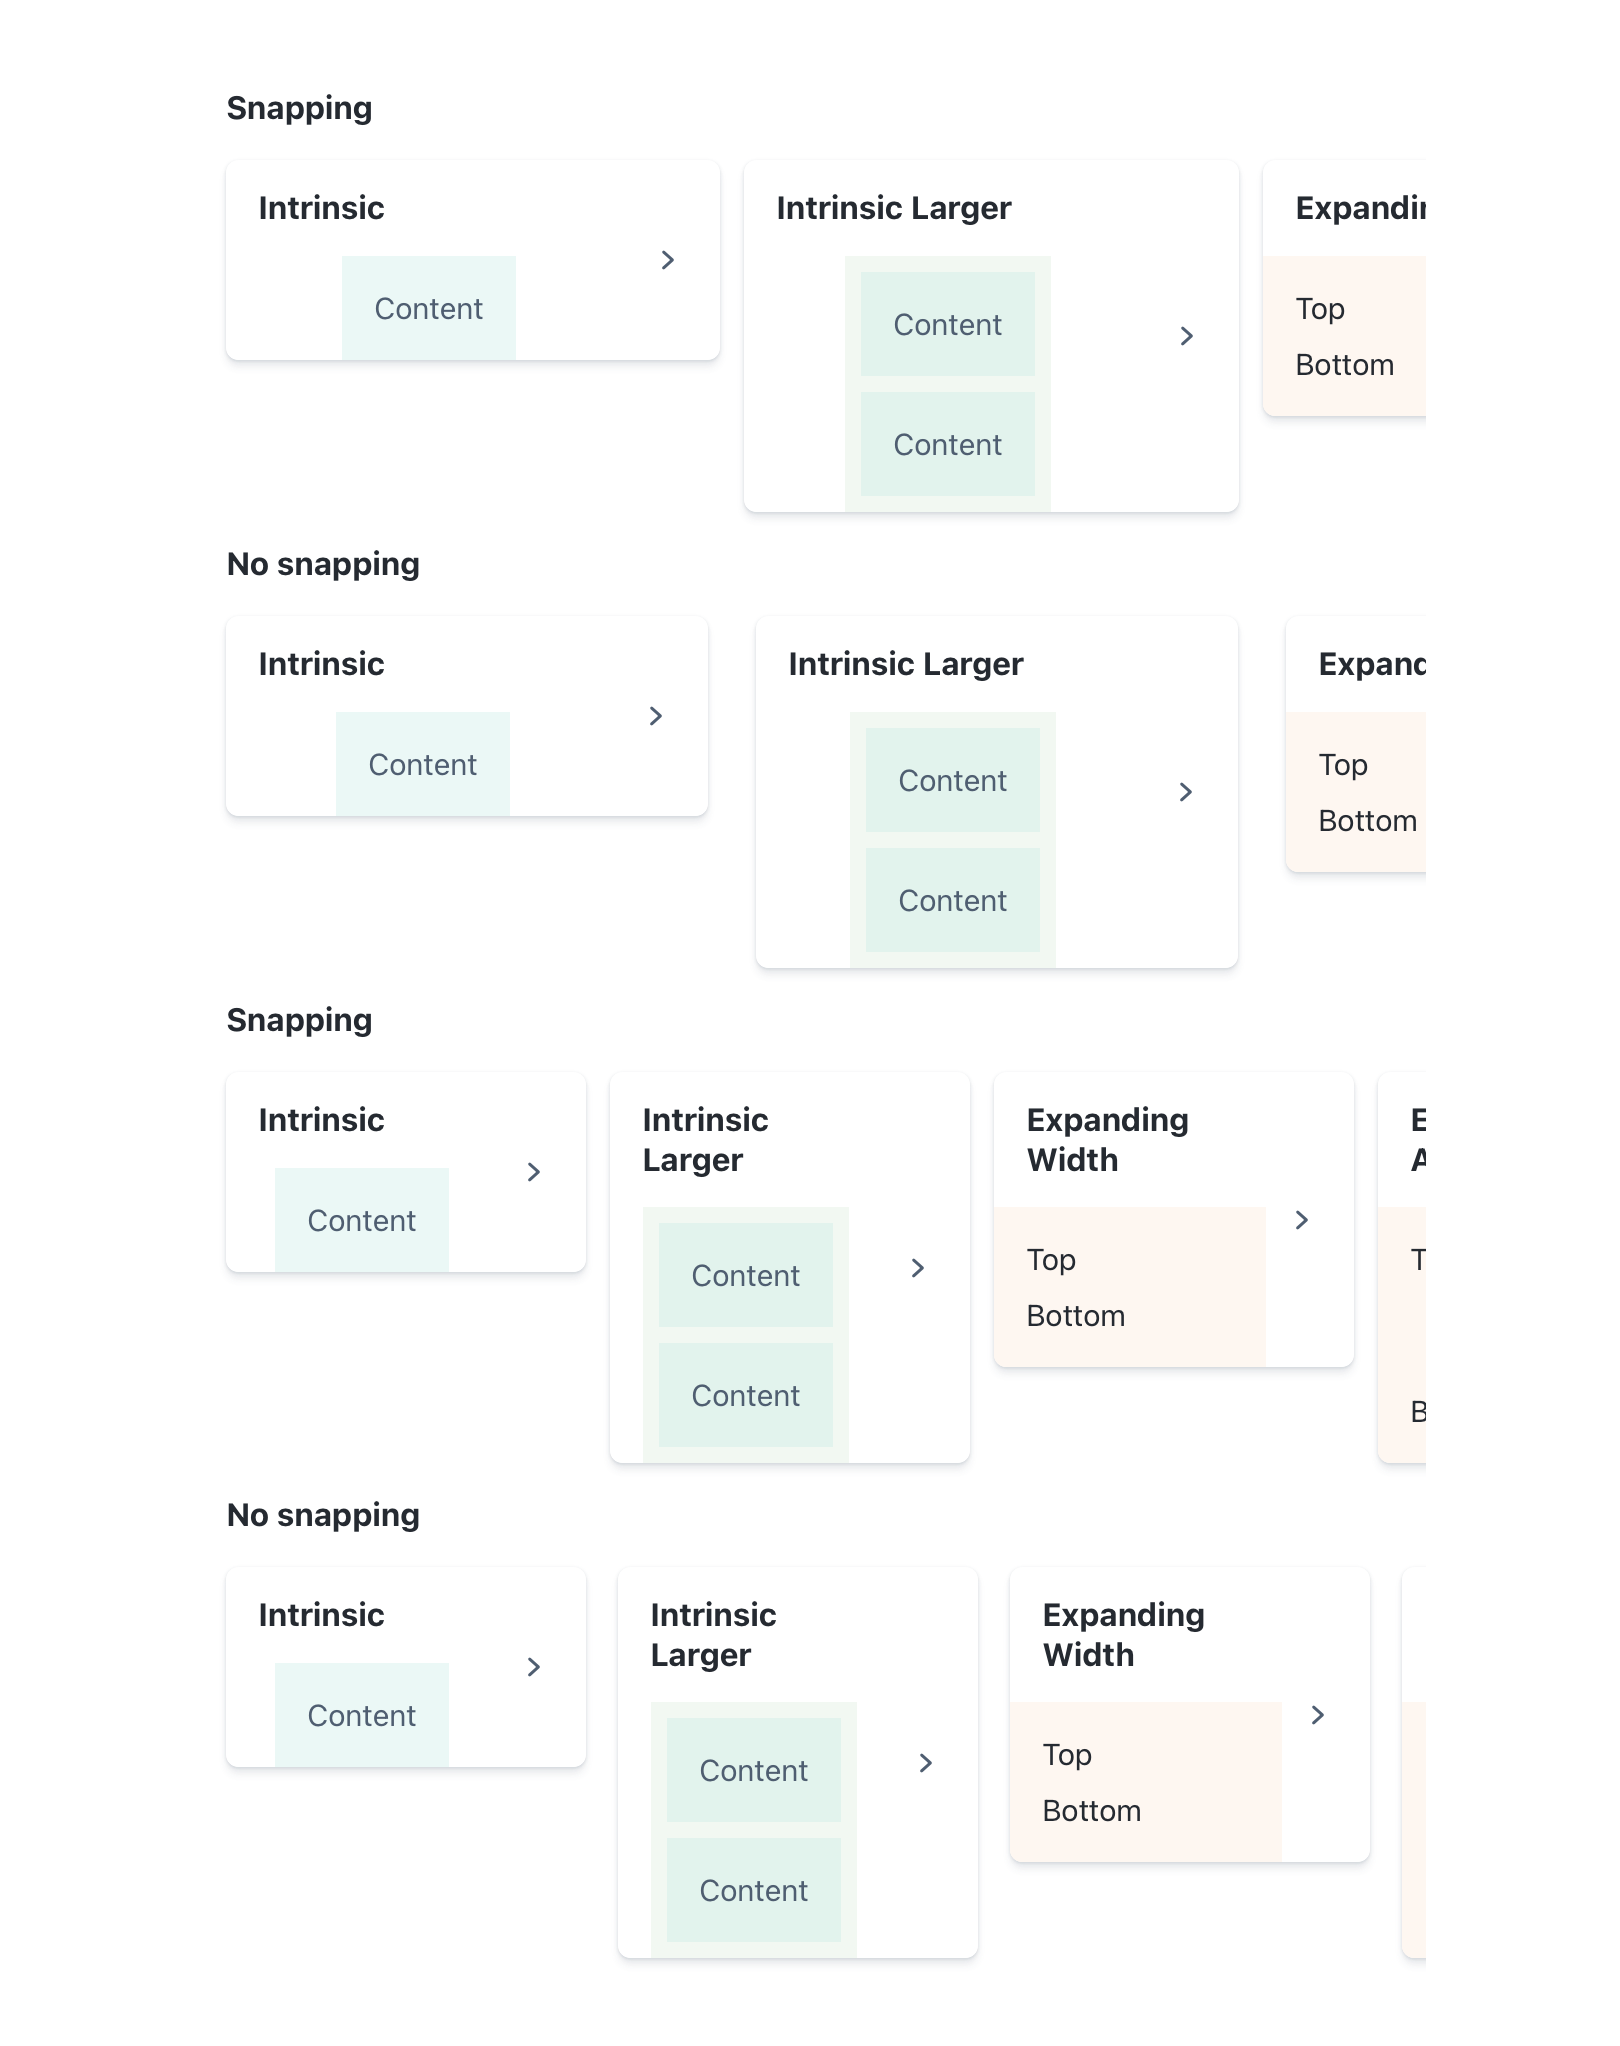 Snapping
Intrinsic
Content
Intrinsic Larger
Content
Content
Top
Bottom
No snapping
Intrinsic
Content
Intrinsic Larger
Content
Content
Expand
Top
Bottom
Snapping
Intrinsic
Content
Intrinsic
Larger
Content
Content
Expanding
Width
Top
Bottom
No snapping
Intrinsic
Content
Intrinsic
Larger
Content
Content
Expanding
Width
Top
Bottom